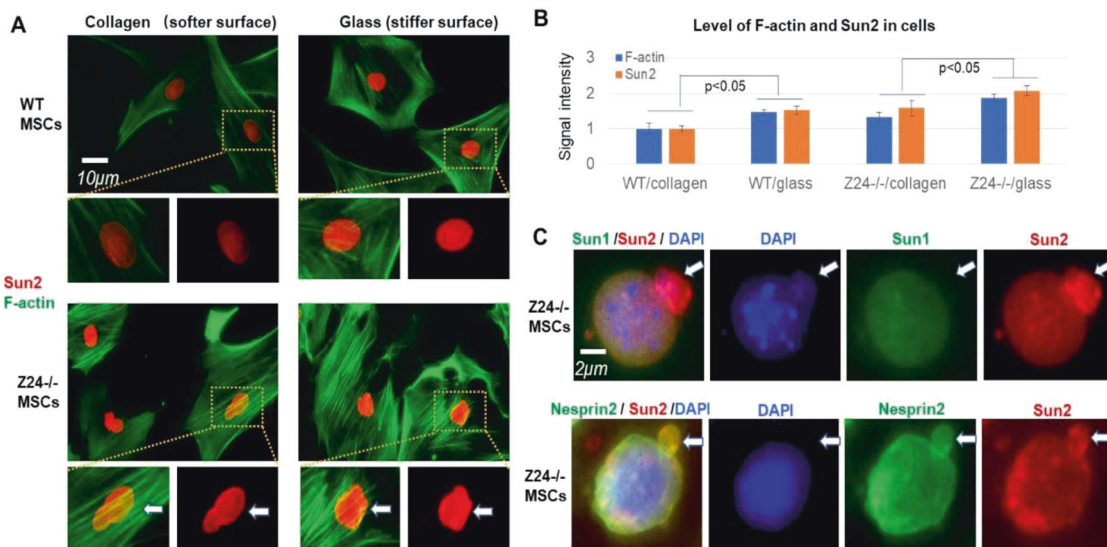 A
Collagen (softer surface)
Glass (stiffer surface)
WT
MSCs
10µm
Sun2
F-actin
Z24-/-
MSCs
B
Level of F-actin and Sun2 in cells
Signal intensity
3
2
1
0
F-actin
Sun2
p<0.05
p<0.05
WT/collagen
WT/glass
Z24-/-/collagen
Z24-/-/glass
C
Sun1 /Sun2 / DAPI
DAPI
Sun1
Sun2
Z24-/-
MSCs
2µm
Nesprin2 / Sun2 /DAPI
DAPI
Nesprin2
Sun2
Z24-/-
MSCs